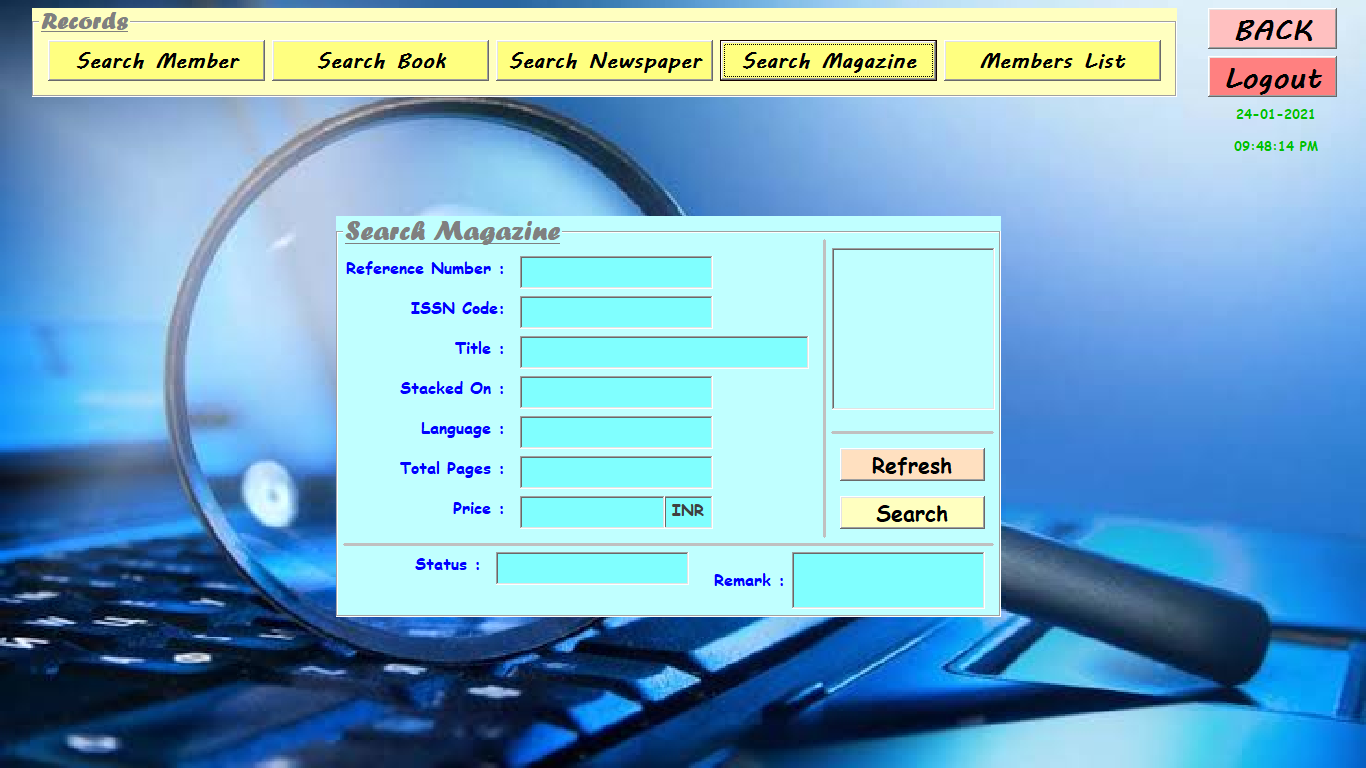 Records
Search Member
Search Book
Search Newspaper
Search Magazine
Members List
BACK
Logout
24-01-2021
09:48:14 PM
Search Magazine
Reference Number :
ISSN Code:
Title :
Stacked On :
Language :
Total Pages :
Price :
INR
Refresh
Search
Status :
Remark :